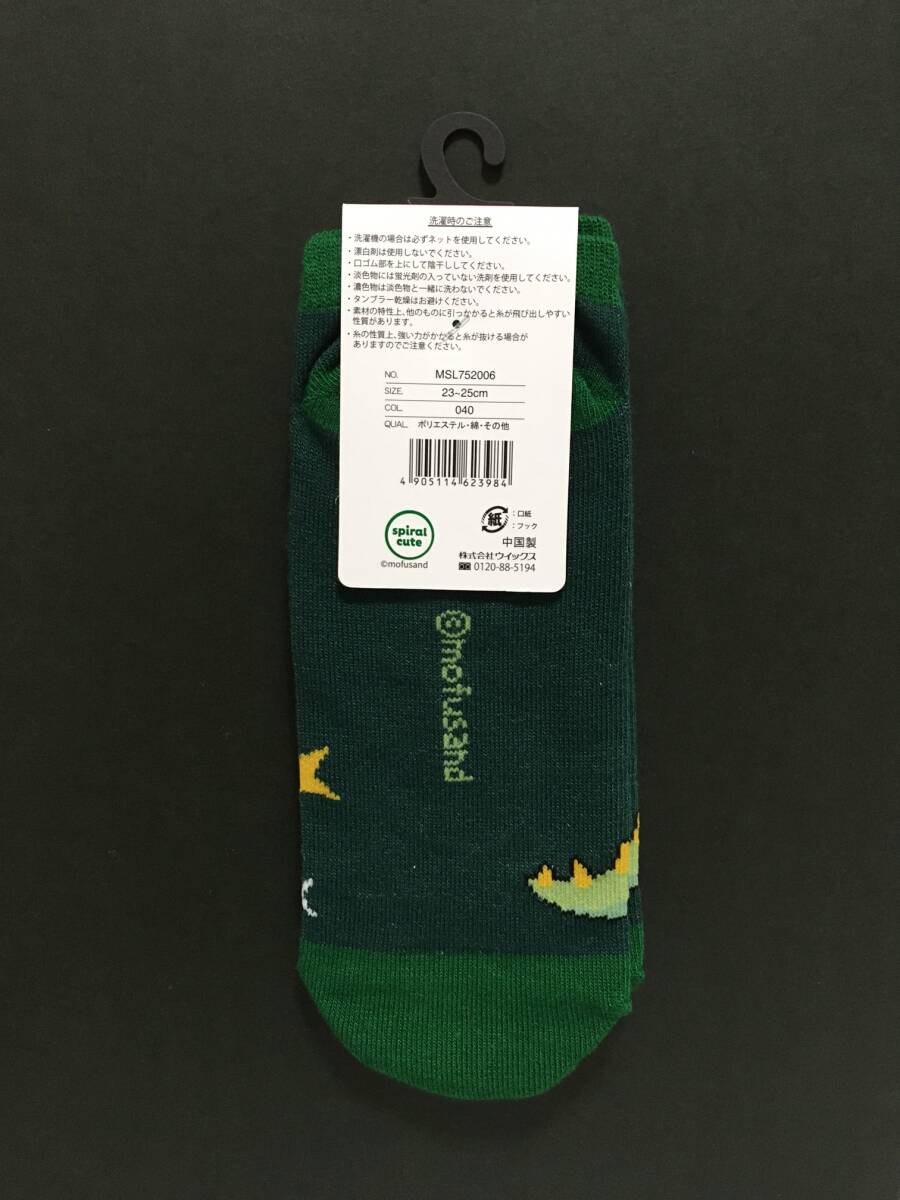 洗濯時のご注意
・洗濯機の場合は必ずネットを使用してください。
・漂白剤は使用しないでください。
・口ゴム部を上にして陰干ししてください。
・淡色物には蛍光剤の入っていない洗剤を使用してください。
・濃色物は淡色物と一緒に洗わないでください。
・タンブラー乾燥はお避けください。
・素材の特性上、他のものに引っかかると糸が飛び出しやすい
性質があります。
・糸の性質上、強い力がかかると糸が抜ける場合が
ありますのでご注意ください。
NO. MSL752006
SIZE. 23~25cm
COL. 040
QUAL. ポリエステル・綿・その他
4 905114 623984
spiral
cute
©mofusand
紙
:口紙
:フック
中国製
株式会社ウイックス
0120-88-5194
©mofusand